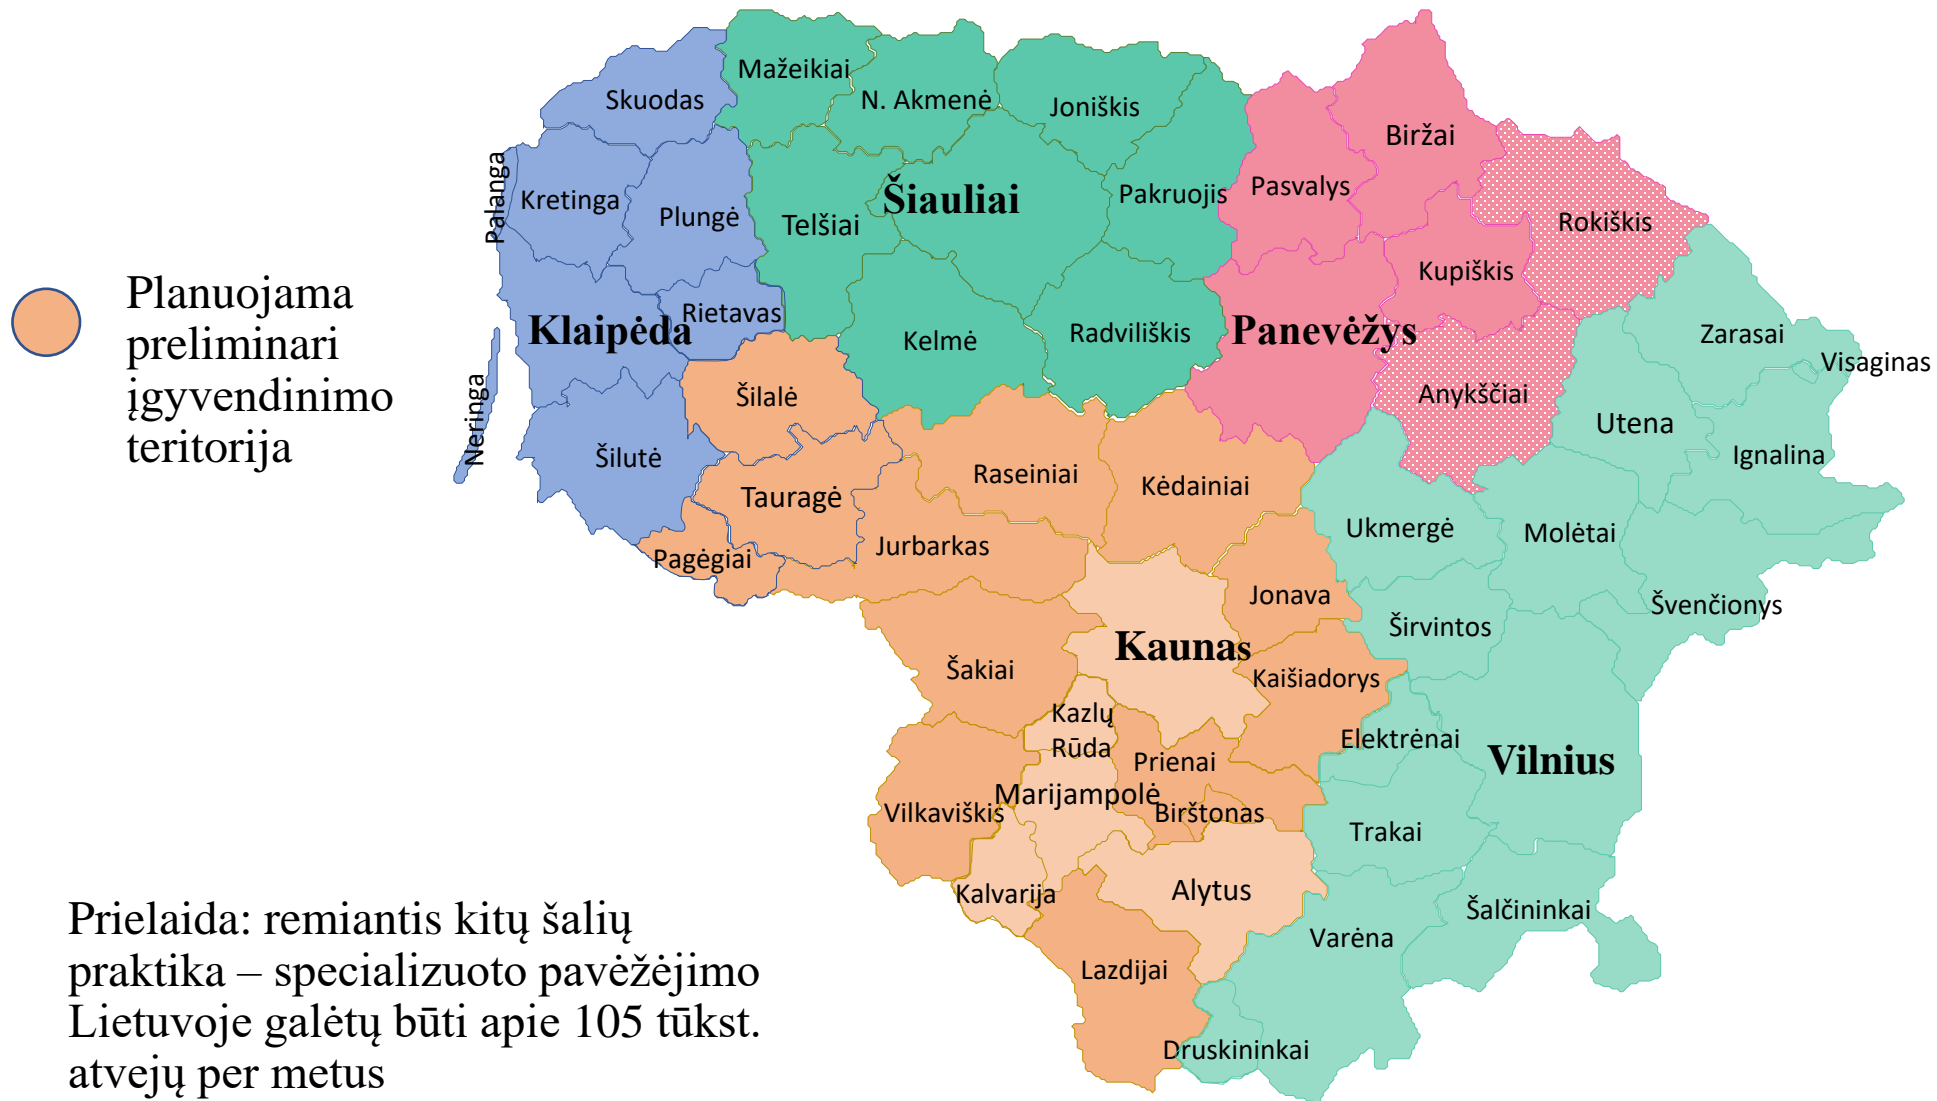 Mažeikiai
Skuodas
N. Akmenė
Joniškis
Biržai
Palanga
Kretinga
Plungė
Telšiai
Šiauliai
Pakruojis
Pasvalys
Rokiškis
Kupiškis
Planuojama
preliminari
įgyvendinimo
teritorija
Klaipėda
Rietavas
Kelmė
Radviliškis
Panevėžys
Zarasai
Visaginas
Neringa
Šilalė
Anykščiai
Utena
Šilutė
Tauragė
Raseiniai
Kėdainiai
Ignalina
Pagėgiai
Jurbarkas
Ukmergė
Molėtai
Jonava
Širvintos
Švenčionys
Šakiai
Kaunas
Kaišiadorys
Kazlų
Rūda
Prienai
Elektrėnai
Vilnius
Vilkaviškis
Marijampolė
Birštonas
Trakai
Kalvarija
Alytus
Šalčininkai
Varėna
Lazdijai
Druskininkai
Prielaida: remiantis kitų šalių
praktika – specializuoto pavėžėjimo
Lietuvoje galėtų būti apie 105 tūkst.
atvejų per metus